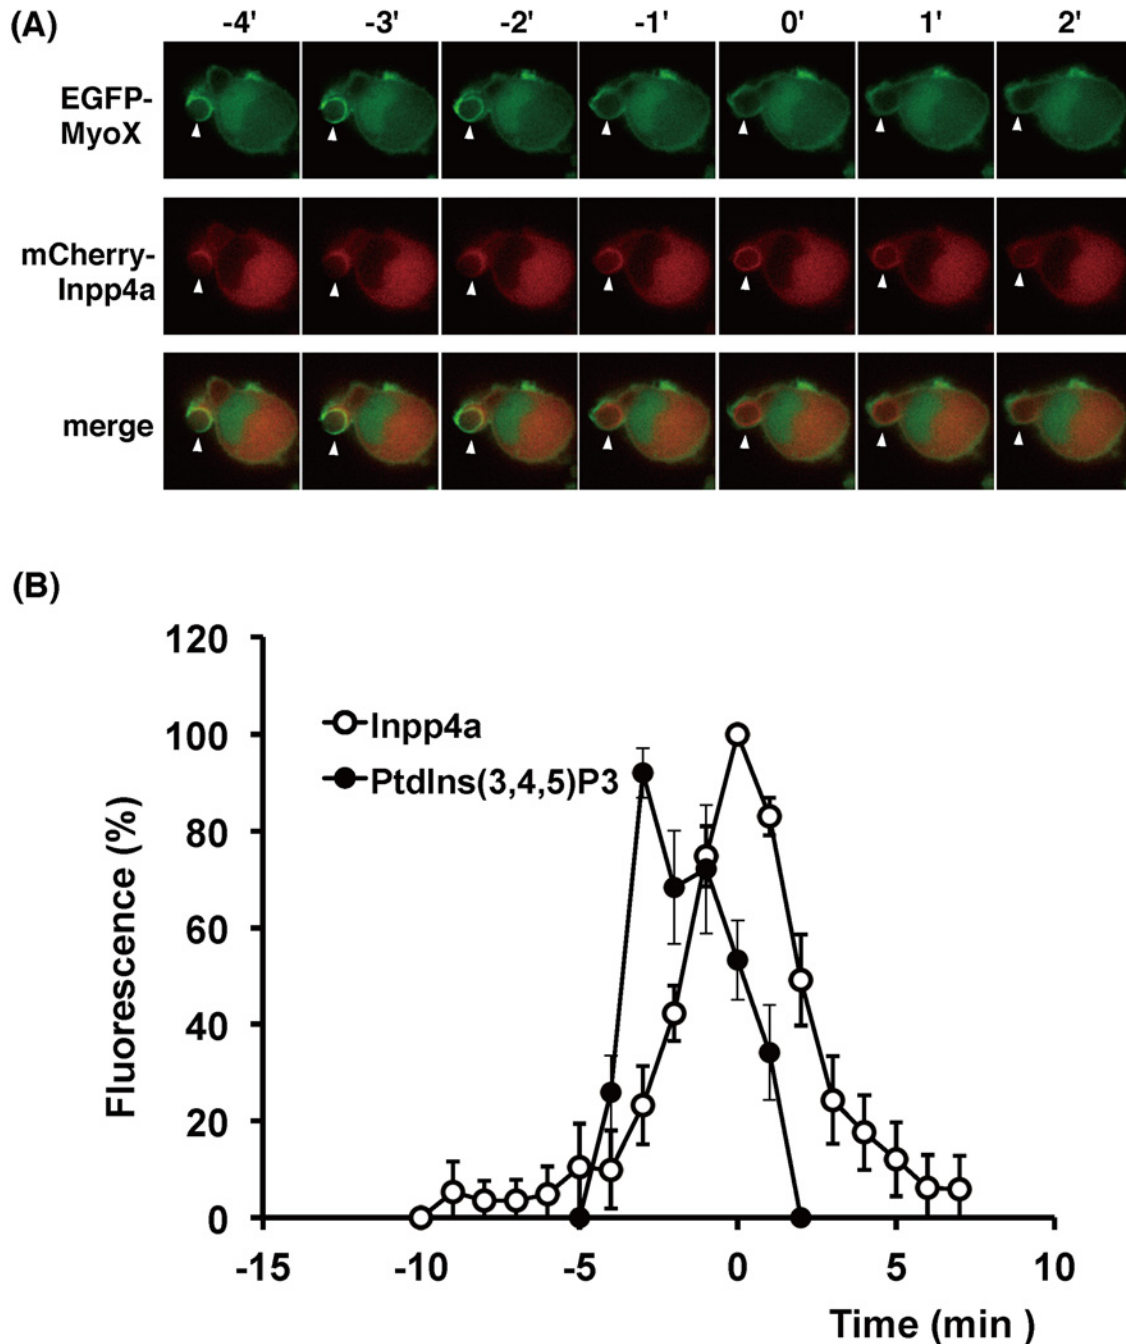 (A)
-4' -3' -2' -1' 0' 1' 2'
EGFP-
MyoX
mCherry-
Inpp4a
merge
(B)
120
100
80
60
40
20
0
Inpp4a
PtdIns(3,4,5)P3
Fluorescence (%)
-15 -10 -5 0 5 10
Time (min )